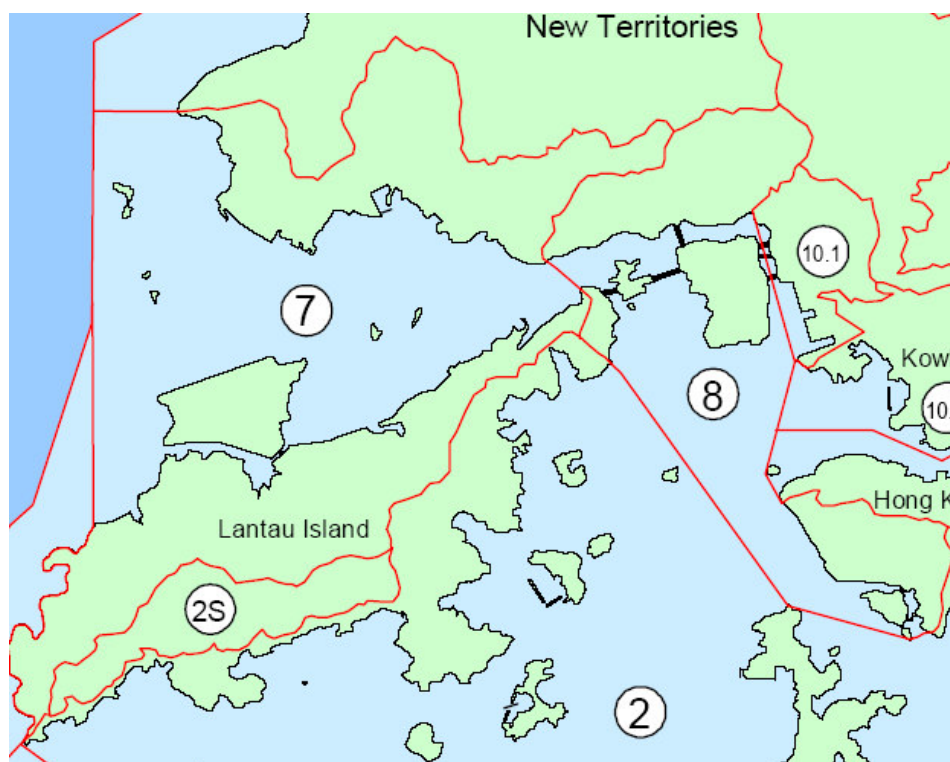 New Territories
10.1
7
Kow
8
10.
Hong K
Lantau Island
2S
2